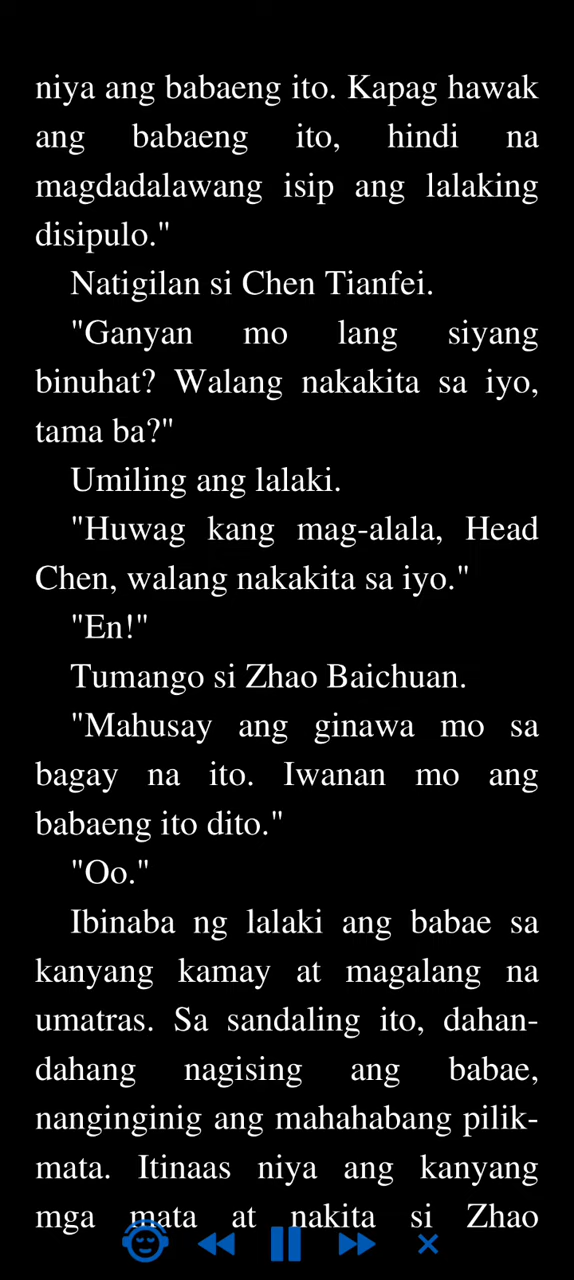 niya ang babaeng ito. Kapag hawak
ang babaeng ito, hindi na
magdadalawang isip ang lalaking
disipulo."
Natigilan si Chen Tianfei.
"Ganyan mo lang siyang
binuhat? Walang nakakita sa iyo,
tama ba?"
Umiling ang lalaki.
"Huwag kang mag-alala, Head
Chen, walang nakakita sa iyo."
"En!"
Tumango si Zhao Baichuan.
"Mahusay ang ginawa mo sa
bagay na ito. Iwanan mo ang
babaeng ito dito."
"Oo."
Ibinaba ng lalaki ang babae sa
kanyang kamay at magalang na
umatras. Sa sandaling ito, dahan-
dahang nagising ang babae,
nanginginig ang mahahabang pilik-
mata. Itinaas niya ang kanyang
mga mata at nakita si Zhao